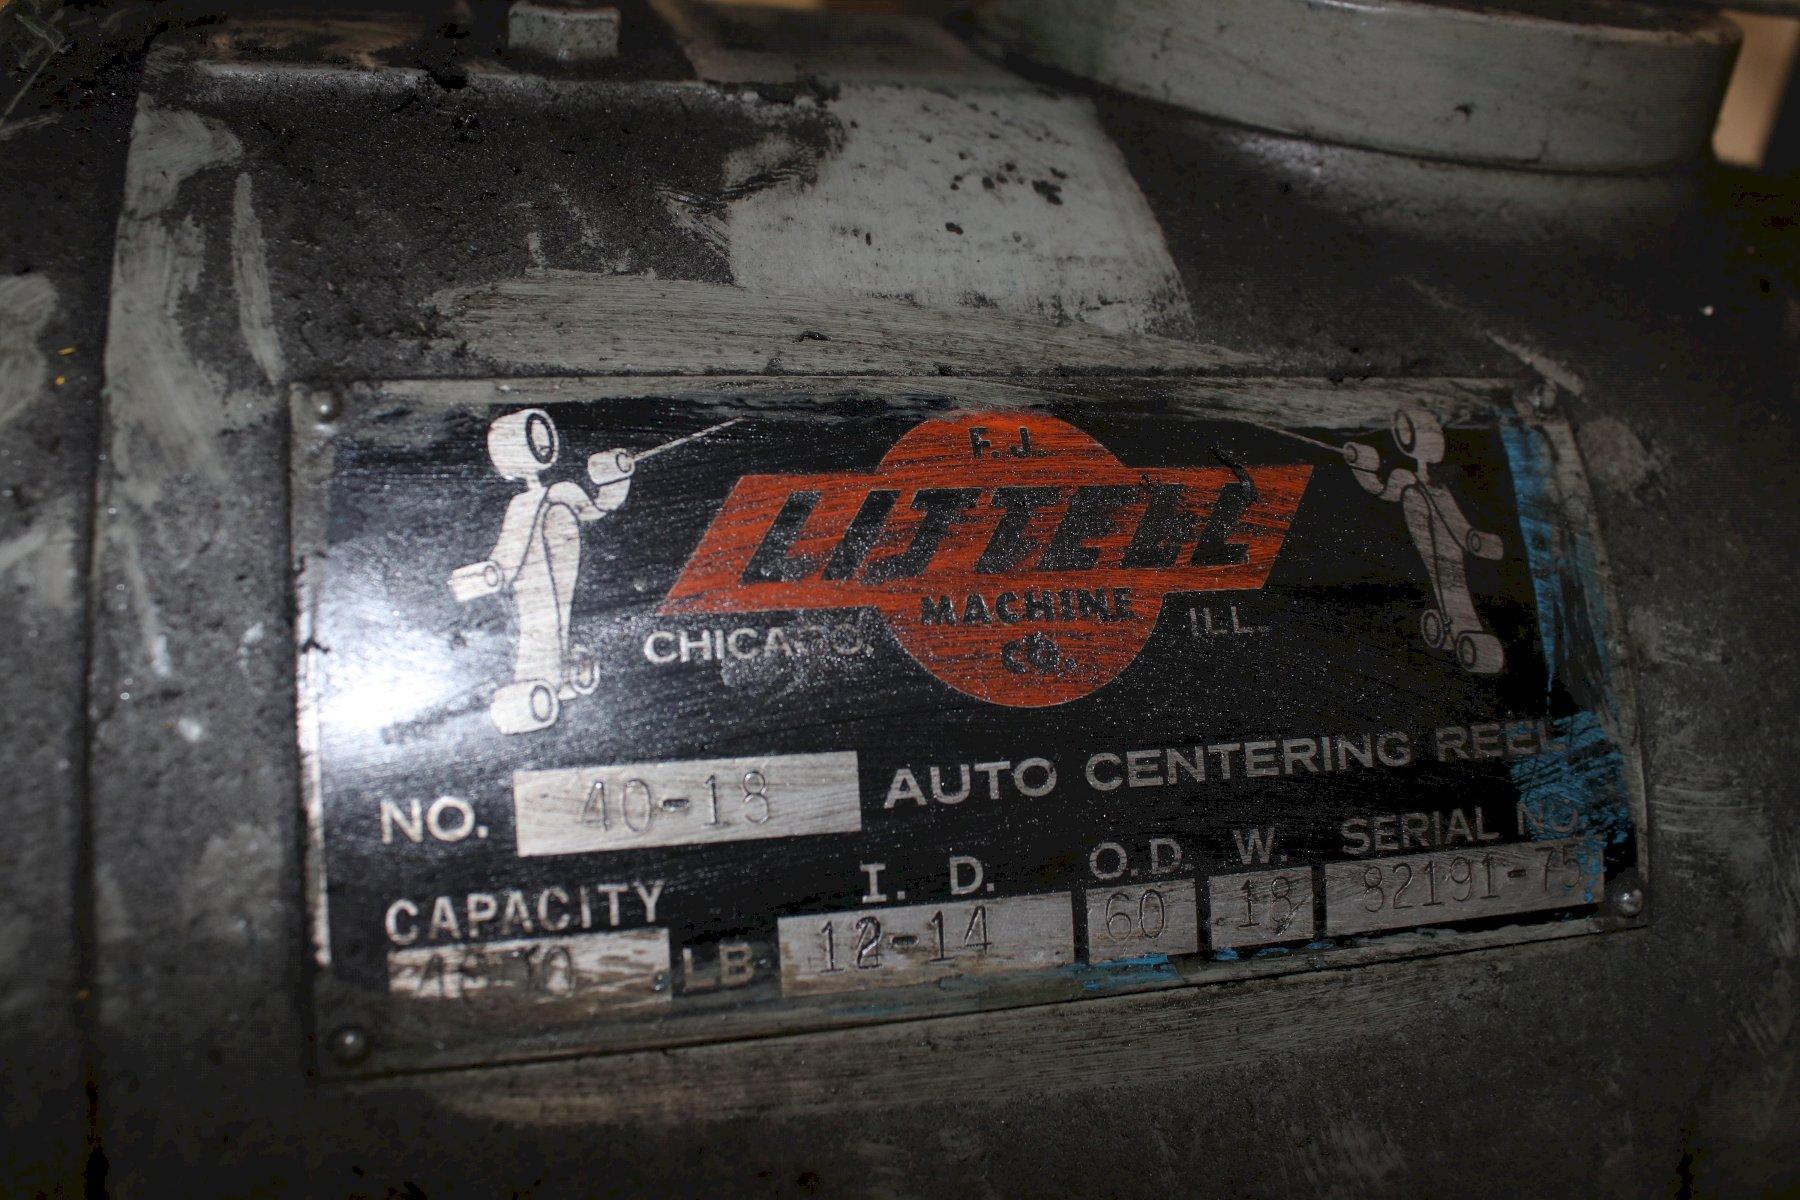 F.J.
LITTELL
MACHINE
CO.
CHICAGO, ILL.
NO. 40-18 AUTO CENTERING REEL
CAPACITY I. D. O.D. W. SERIAL NO.
LB 12-14 60 18 82191-75